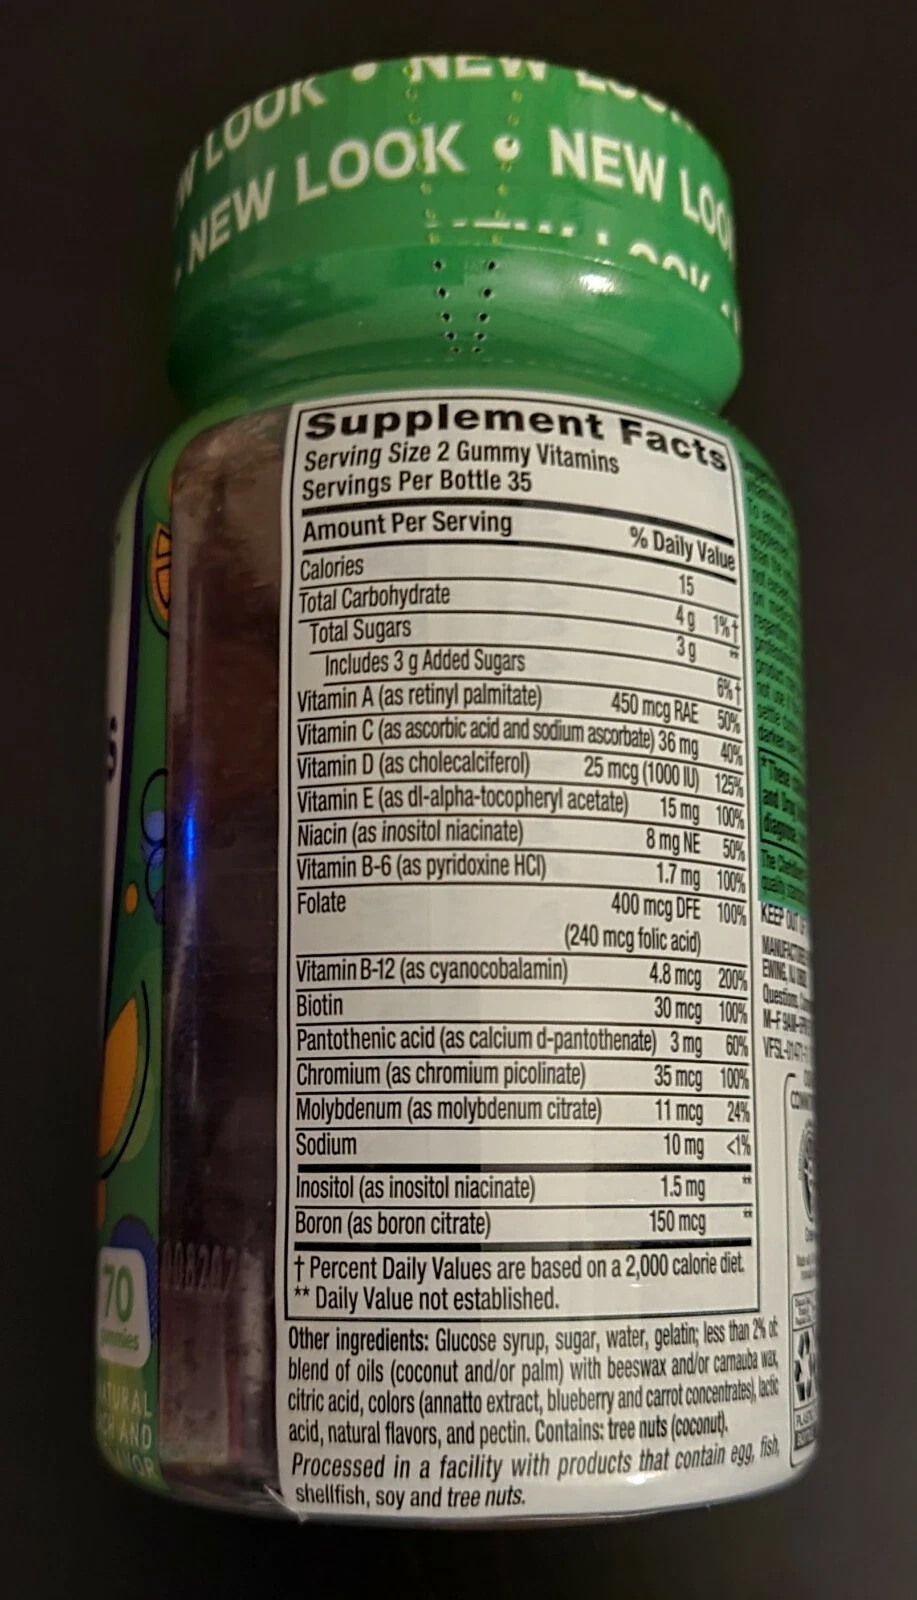 NEW
LOOK
NEW LOOK • NEW LOO
Supplement Facts
Serving Size 2 Gummy Vitamins
Servings Per Bottle 35
Amount Per Serving % Daily Value
Calories 15
Total Carbohydrate 4 g 1%†
Total Sugars 3 g **
Includes 3 g Added Sugars 6%†
Vitamin A (as retinyl palmitate) 450 mcg RAE 50%
Vitamin C (as ascorbic acid and sodium ascorbate) 36 mg 40%
Vitamin D (as cholecalciferol) 25 mcg (1000 IU) 125%
Vitamin E (as dl-alpha-tocopheryl acetate) 15 mg 100%
Niacin (as inositol niacinate) 8 mg NE 50%
Vitamin B-6 (as pyridoxine HCl) 1.7 mg 100%
Folate 400 mcg DFE 100%
(240 mcg folic acid)
Vitamin B-12 (as cyanocobalamin) 4.8 mcg 200%
Biotin 30 mcg 100%
Pantothenic acid (as calcium d-pantothenate) 3 mg 60%
Chromium (as chromium picolinate) 35 mcg 100%
Molybdenum (as molybdenum citrate) 11 mcg 24%
Sodium 10 mg <1%
Inositol (as inositol niacinate) 1.5 mg **
Boron (as boron citrate) 150 mcg **
† Percent Daily Values are based on a 2,000 calorie diet.
** Daily Value not established.
Other ingredients: Glucose syrup, sugar, water, gelatin; less than 2% of:
blend of oils (coconut and/or palm) with beeswax and/or carnauba wax,
citric acid, colors (annatto extract, blueberry and carrot concentrates), lactic
acid, natural flavors, and pectin. Contains: tree nuts (coconut).
Processed in a facility with products that contain egg, fish,
shellfish, soy and tree nuts.
70
gummies
KEEP OUT
EWING, NJ
Questions,